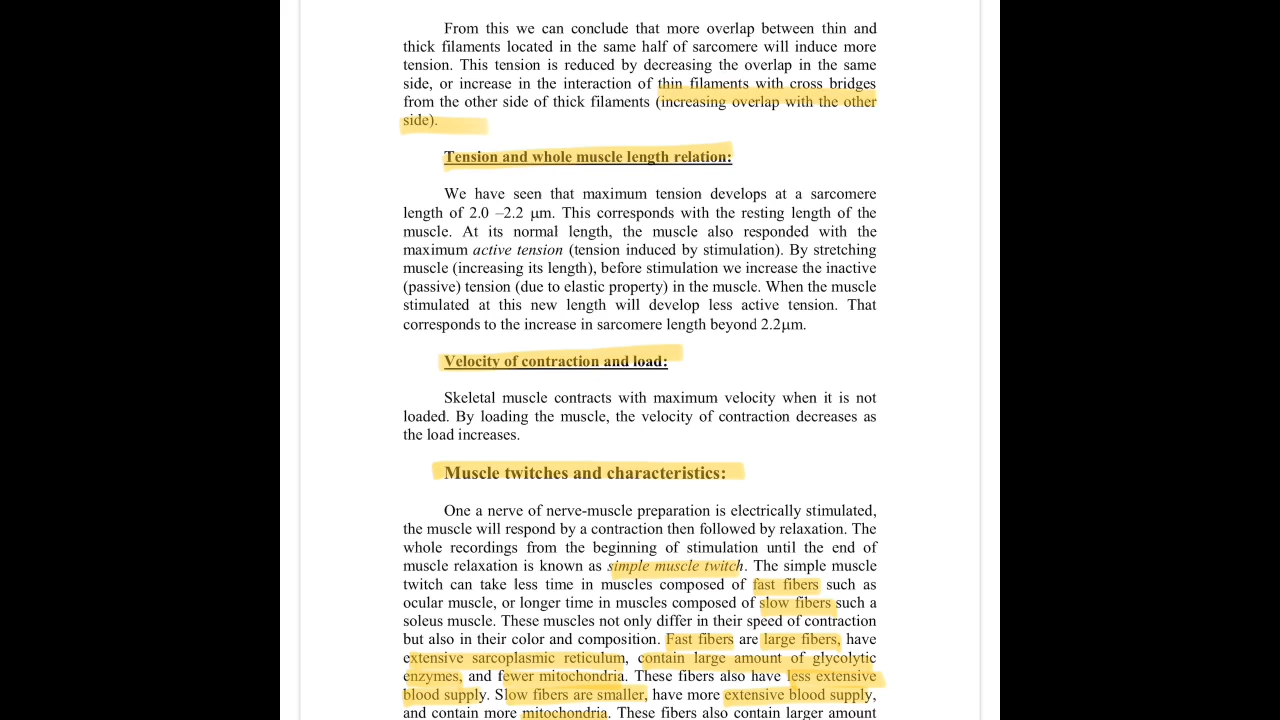 From this we can conclude that more overlap between thin and
thick filaments located in the same half of sarcomere will induce more
tension. This tension is reduced by decreasing the overlap in the same
side, or increase in the interaction of thin filaments with cross bridges
from the other side of thick filaments (increasing overlap with the other
side).
Tension and whole muscle length relation:
We have seen that maximum tension develops at a sarcomere
length of 2.0 –2.2 μm. This corresponds with the resting length of the
muscle. At its normal length, the muscle also responded with the
maximum active tension (tension induced by stimulation). By stretching
muscle (increasing its length), before stimulation we increase the inactive
(passive) tension (due to elastic property) in the muscle. When the muscle
stimulated at this new length will develop less active tension. That
corresponds to the increase in sarcomere length beyond 2.2μm.
Velocity of contraction and load:
Skeletal muscle contracts with maximum velocity when it is not
loaded. By loading the muscle, the velocity of contraction decreases as
the load increases.
Muscle twitches and characteristics:
One a nerve of nerve-muscle preparation is electrically stimulated,
the muscle will respond by a contraction then followed by relaxation. The
whole recordings from the beginning of stimulation until the end of
muscle relaxation is known as simple muscle twitch. The simple muscle
twitch can take less time in muscles composed of fast fibers such as
ocular muscle, or longer time in muscles composed of slow fibers such a
soleus muscle. These muscles not only differ in their speed of contraction
but also in their color and composition. Fast fibers are large fibers, have
extensive sarcoplasmic reticulum, contain large amount of glycolytic
enzymes, and fewer mitochondria. These fibers also have less extensive
blood supply. Slow fibers are smaller, have more extensive blood supply,
and contain more mitochondria. These fibers also contain larger amount